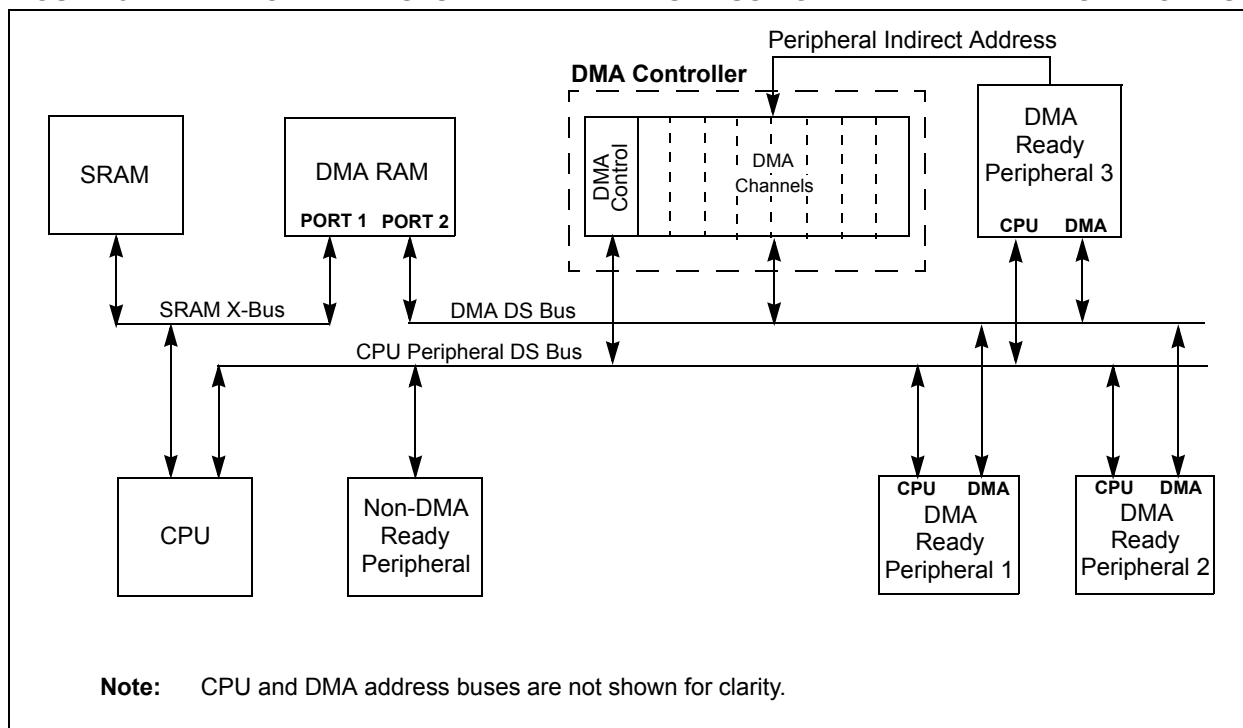 Peripheral Indirect Address
DMA Controller
SRAM
DMA RAM
PORT 1 PORT 2
DMA
Control
DMA
Channels
DMA
Ready
Peripheral 3
CPU DMA
SRAM X-Bus
DMA DS Bus
CPU Peripheral DS Bus
CPU
Non-DMA
Ready
Peripheral
CPU DMA
DMA
Ready
Peripheral 1
CPU DMA
DMA
Ready
Peripheral 2
Note: CPU and DMA address buses are not shown for clarity.